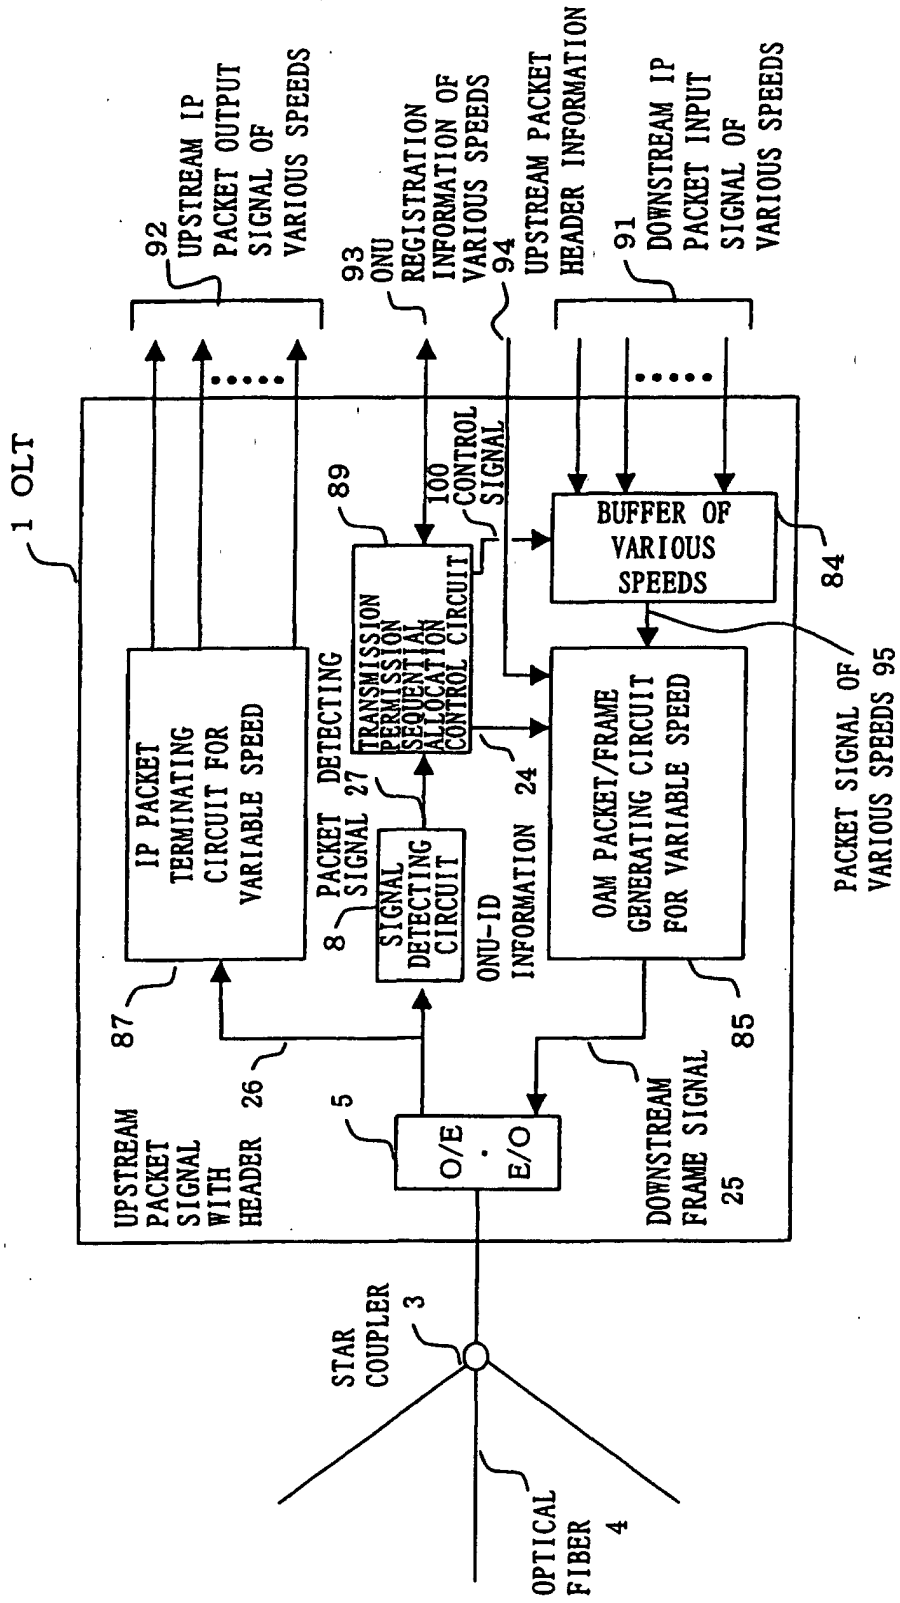 1 OLT
UPSTREAM
PACKET
SIGNAL
WITH
HEADER 26
87
IP PACKET
TERMINATING
CIRCUIT FOR
VARIABLE SPEED
92
UPSTREAM IP
PACKET OUTPUT
SIGNAL OF
VARIOUS SPEEDS
STAR
COUPLER
3
5
O/E
·
E/O
8
PACKET DETECTING
SIGNAL 27
SIGNAL
DETECTING
CIRCUIT
89
TRANSMISSION
PERMISSION
SEQUENTIAL
ALLOCATION
CONTROL CIRCUIT
93
ONU
REGISTRATION
INFORMATION OF
VARIOUS SPEEDS
100
CONTROL
SIGNAL
94
UPSTREAM PACKET
HEADER INFORMATION
ONU-ID
INFORMATION 24
OPTICAL
FIBER
4
DOWNSTREAM
FRAME SIGNAL
25
85
OAM PACKET/FRAME
GENERATING CIRCUIT
FOR VARIABLE SPEED
BUFFER OF
VARIOUS
SPEEDS
84
91
DOWNSTREAM IP
PACKET INPUT
SIGNAL OF
VARIOUS SPEEDS
PACKET SIGNAL OF
VARIOUS SPEEDS 95